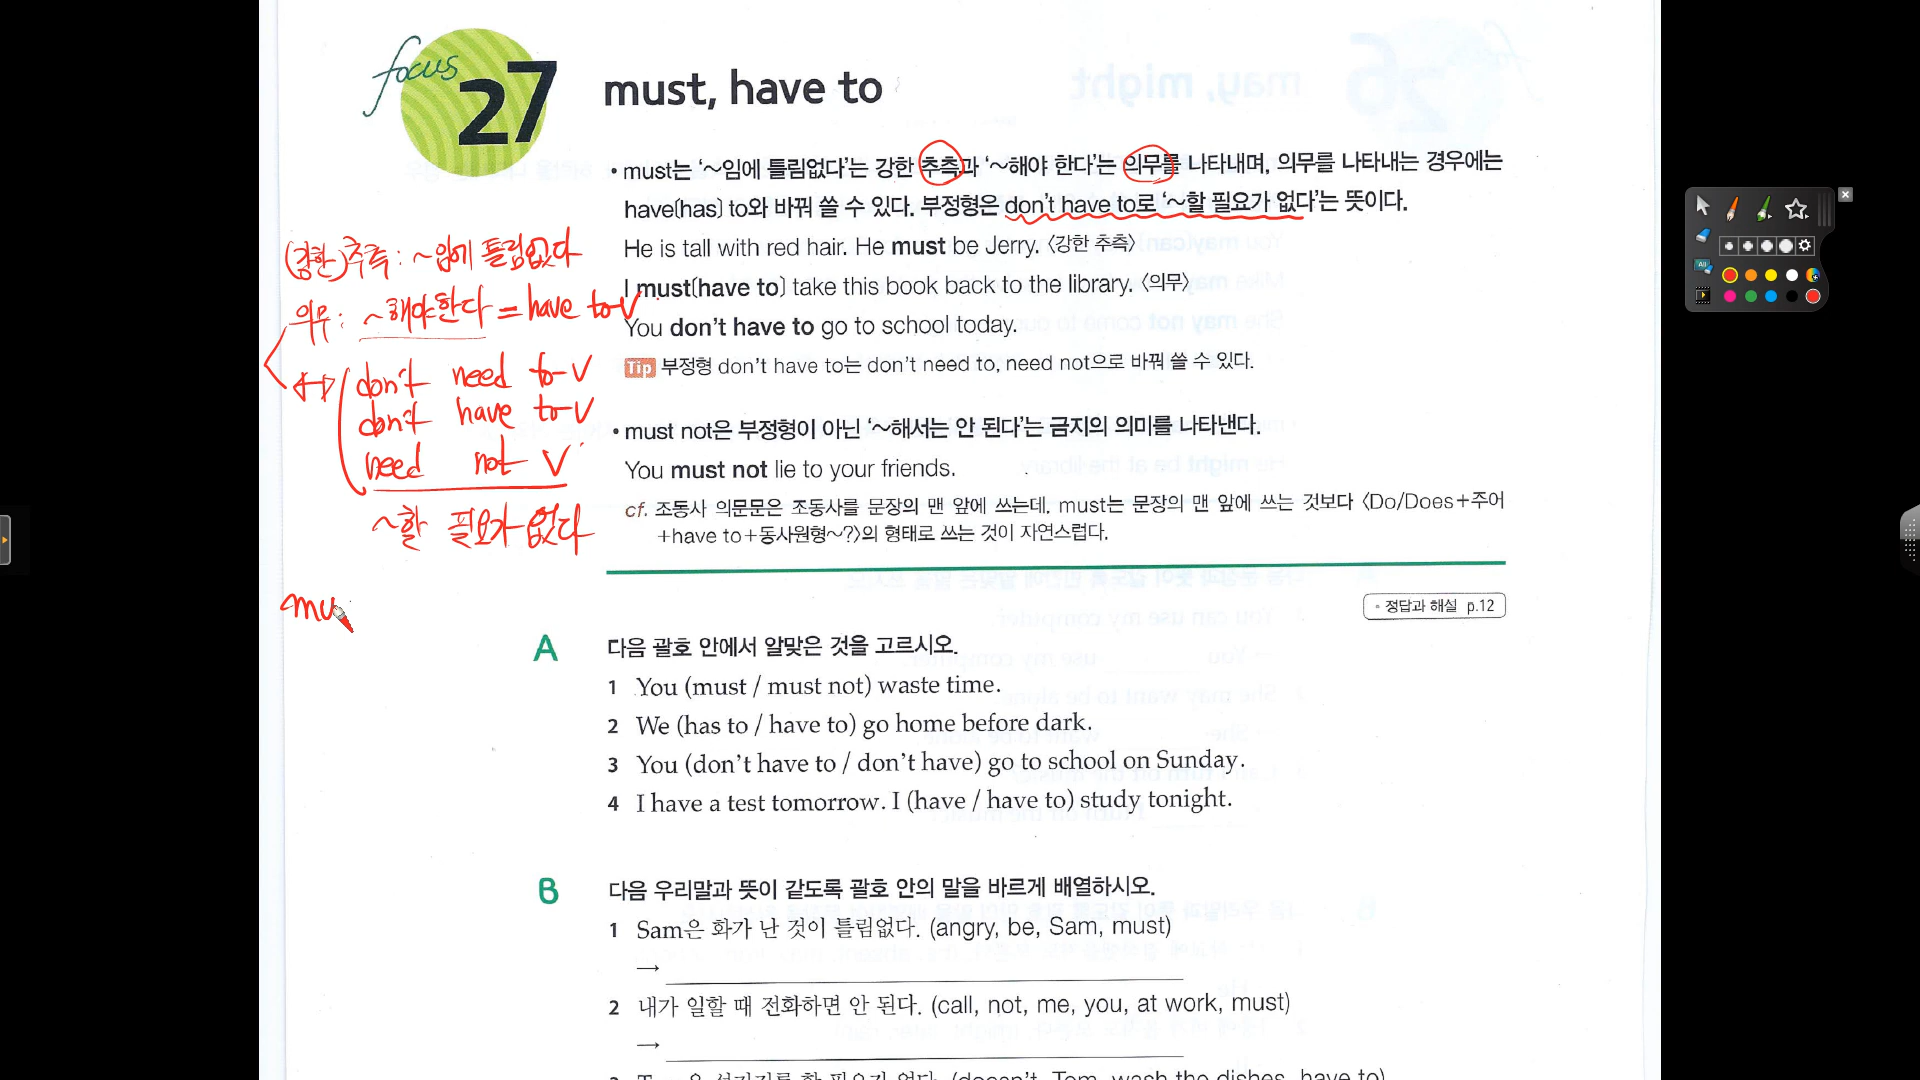 focus
27
must, have to
• must는 ‘~임에 틀림없다’는 강한 추측과 ‘~해야 한다’는 의무를 나타내며, 의무를 나타내는 경우에는
have(has) to와 바꿔 쓸 수 있다. 부정형은 don't have to로 ‘~할 필요가 없다’는 뜻이다.
He is tall with red hair. He must be Jerry. 〈강한 추측〉
I must(have to) take this book back to the library. 〈의무〉
You don't have to go to school today.
Tip 부정형 don't have to는 don't need to, need not으로 바꿔 쓸 수 있다.
• must not은 부정형이 아닌 ‘~해서는 안 된다’는 금지의 의미를 나타낸다.
You must not lie to your friends.
cf. 조동사 의문문은 조동사를 문장의 맨 앞에 쓰는데, must는 문장의 맨 앞에 쓰는 것보다 〈Do/Does+주어
+have to+동사원형~?〉의 형태로 쓰는 것이 자연스럽다.
(강한)추측 : ~임에 틀림없다
의무 : ~해야한다 = have to-V
↔ don't need to-V
don't have to-V
need not V
~할 필요가 없다
mu
• 정답과 해설 p.12
A 다음 괄호 안에서 알맞은 것을 고르시오.
1 You (must / must not) waste time.
2 We (has to / have to) go home before dark.
3 You (don't have to / don't have) go to school on Sunday.
4 I have a test tomorrow. I (have / have to) study tonight.
B 다음 우리말과 뜻이 같도록 괄호 안의 말을 바르게 배열하시오.
1 Sam은 화가 난 것이 틀림없다. (angry, be, Sam, must)
→
2 내가 일할 때 전화하면 안 된다. (call, not, me, you, at work, must)
→
(doesn't, Tom, wash the dishes, have to)